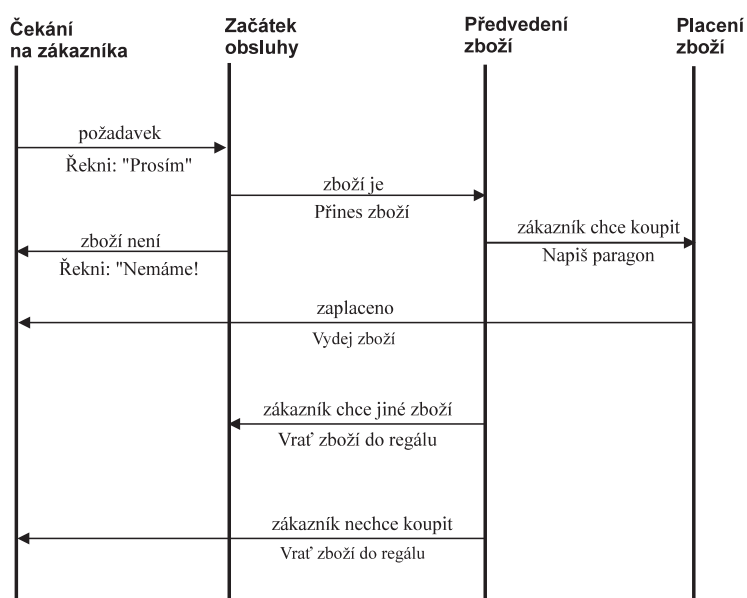 Čekání
na zákazníka
Začátek
obsluhy
Předvedení
zboží
Placení
zboží
požadavek
Řekni: "Prosím"
zboží je
Přines zboží
zákazník chce koupit
Napiš paragon
zboží není
Řekni: "Nemáme!
zaplaceno
Vydej zboží
zákazník chce jiné zboží
Vrať zboží do regálu
zákazník nechce koupit
Vrať zboží do regálu